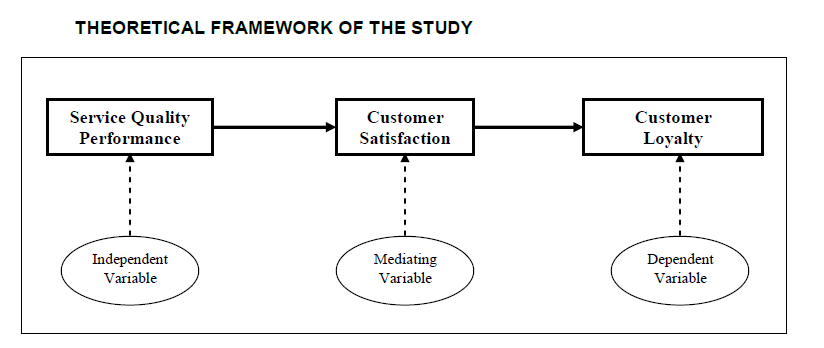 THEORETICAL FRAMEWORK OF THE STUDY
Service Quality
Performance
Customer
Satisfaction
Customer
Loyalty
Independent
Variable
Mediating
Variable
Dependent
Variable